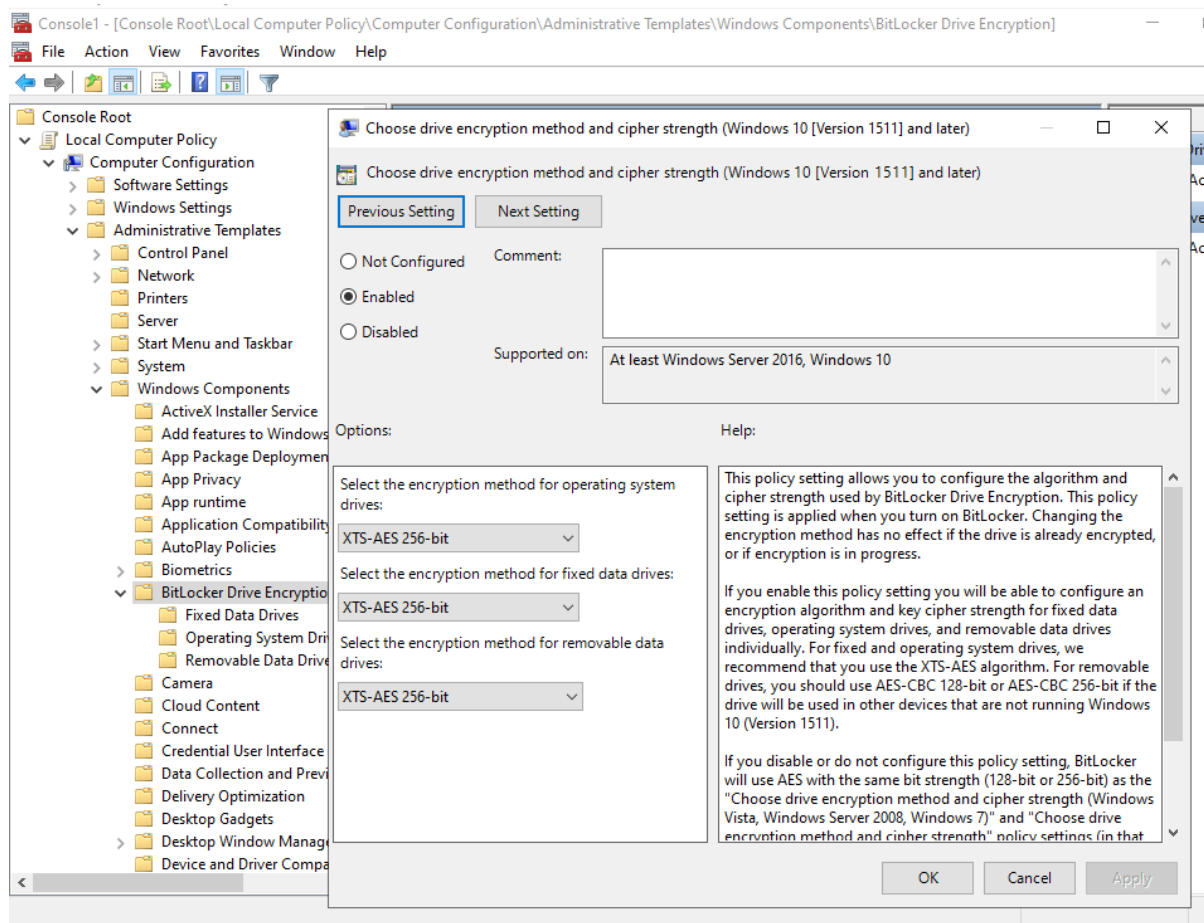 Console1 - [Console Root\Local Computer Policy\Computer Configuration\Administrative Templates\Windows Components\BitLocker Drive Encryption]
File Action View Favorites Window Help
Console Root
Local Computer Policy
Computer Configuration
Software Settings
Windows Settings
Administrative Templates
Control Panel
Network
Printers
Server
Start Menu and Taskbar
System
Windows Components
ActiveX Installer Service
Add features to Windows
App Package Deploymen
App Privacy
App runtime
Application Compatibility
AutoPlay Policies
Biometrics
BitLocker Drive Encryptio
Fixed Data Drives
Operating System Dri
Removable Data Drive
Camera
Cloud Content
Connect
Credential User Interface
Data Collection and Previ
Delivery Optimization
Desktop Gadgets
Desktop Window Manage
Device and Driver Compa
Choose drive encryption method and cipher strength (Windows 10 [Version 1511] and later)
Choose drive encryption method and cipher strength (Windows 10 [Version 1511] and later)
Previous Setting Next Setting
Not Configured
Enabled
Disabled
Comment:
Supported on: At least Windows Server 2016, Windows 10
Options:
Select the encryption method for operating system
drives:
XTS-AES 256-bit
Select the encryption method for fixed data drives:
XTS-AES 256-bit
Select the encryption method for removable data
drives:
XTS-AES 256-bit
Help:
This policy setting allows you to configure the algorithm and
cipher strength used by BitLocker Drive Encryption. This policy
setting is applied when you turn on BitLocker. Changing the
encryption method has no effect if the drive is already encrypted,
or if encryption is in progress.
If you enable this policy setting you will be able to configure an
encryption algorithm and key cipher strength for fixed data
drives, operating system drives, and removable data drives
individually. For fixed and operating system drives, we
recommend that you use the XTS-AES algorithm. For removable
drives, you should use AES-CBC 128-bit or AES-CBC 256-bit if the
drive will be used in other devices that are not running Windows
10 (Version 1511).
If you disable or do not configure this policy setting, BitLocker
will use AES with the same bit strength (128-bit or 256-bit) as the
"Choose drive encryption method and cipher strength (Windows
Vista, Windows Server 2008, Windows 7)" and "Choose drive
encryption method and cipher strength" policy settings (in that
OK Cancel Apply